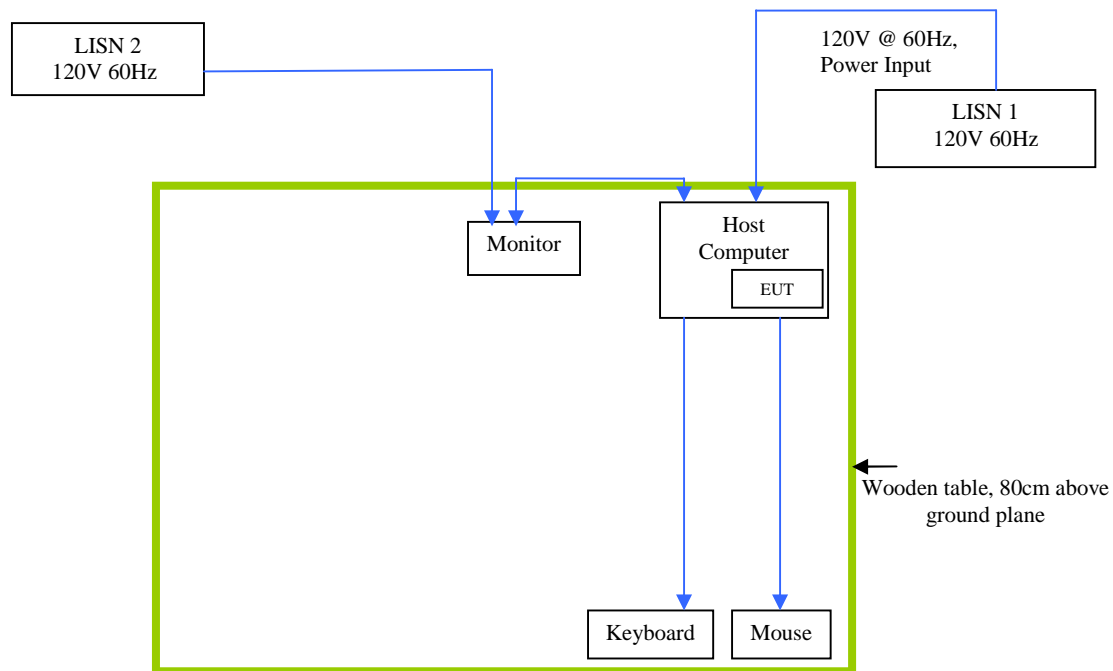 LISN 2
120V 60Hz
120V @ 60Hz,
Power Input
LISN 1
120V 60Hz
Monitor
Host
Computer
EUT
Wooden table, 80cm above
ground plane
Keyboard
Mouse